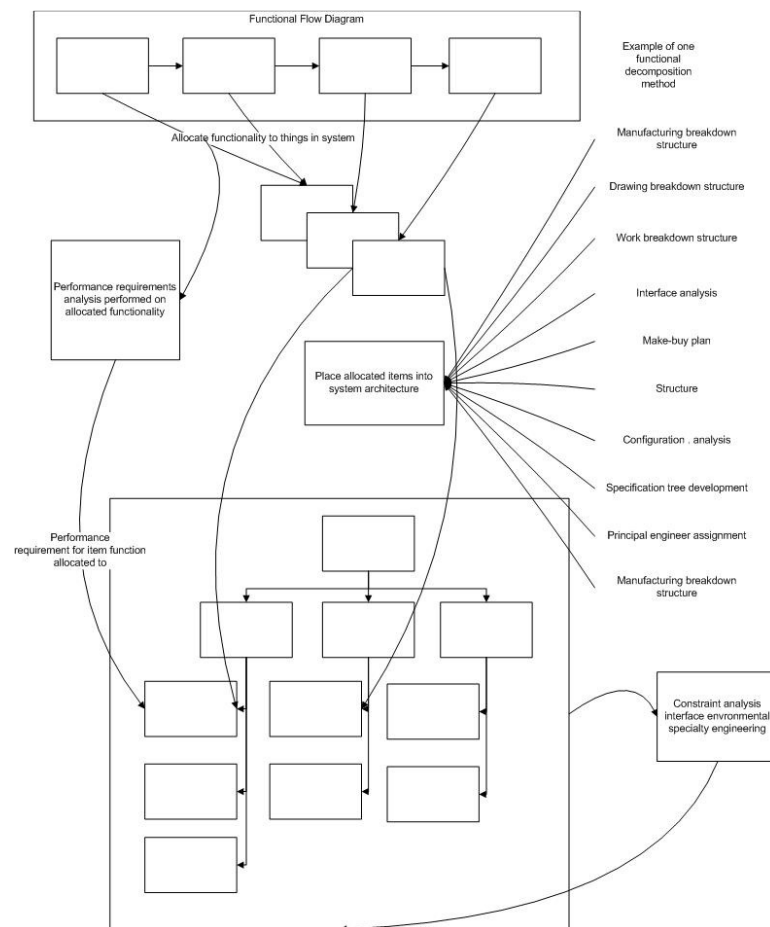 Functional Flow Diagram
Example of one
functional
decomposition
method
Allocate functionality to things in system
Manufacturing breakdown
structure
Drawing breakdown structure
Work breakdown structure
Performance requirements
analysis performed on
allocated functionality
Interface analysis
Make-buy plan
Place allocated items into
system architecture
Structure
Configuration . analysis
Specification tree development
Performance
requirement for item function
allocated to
Principal engineer assignment
Manufacturing breakdown
structure
Constraint analysis
interface envronmental
specialty engineering